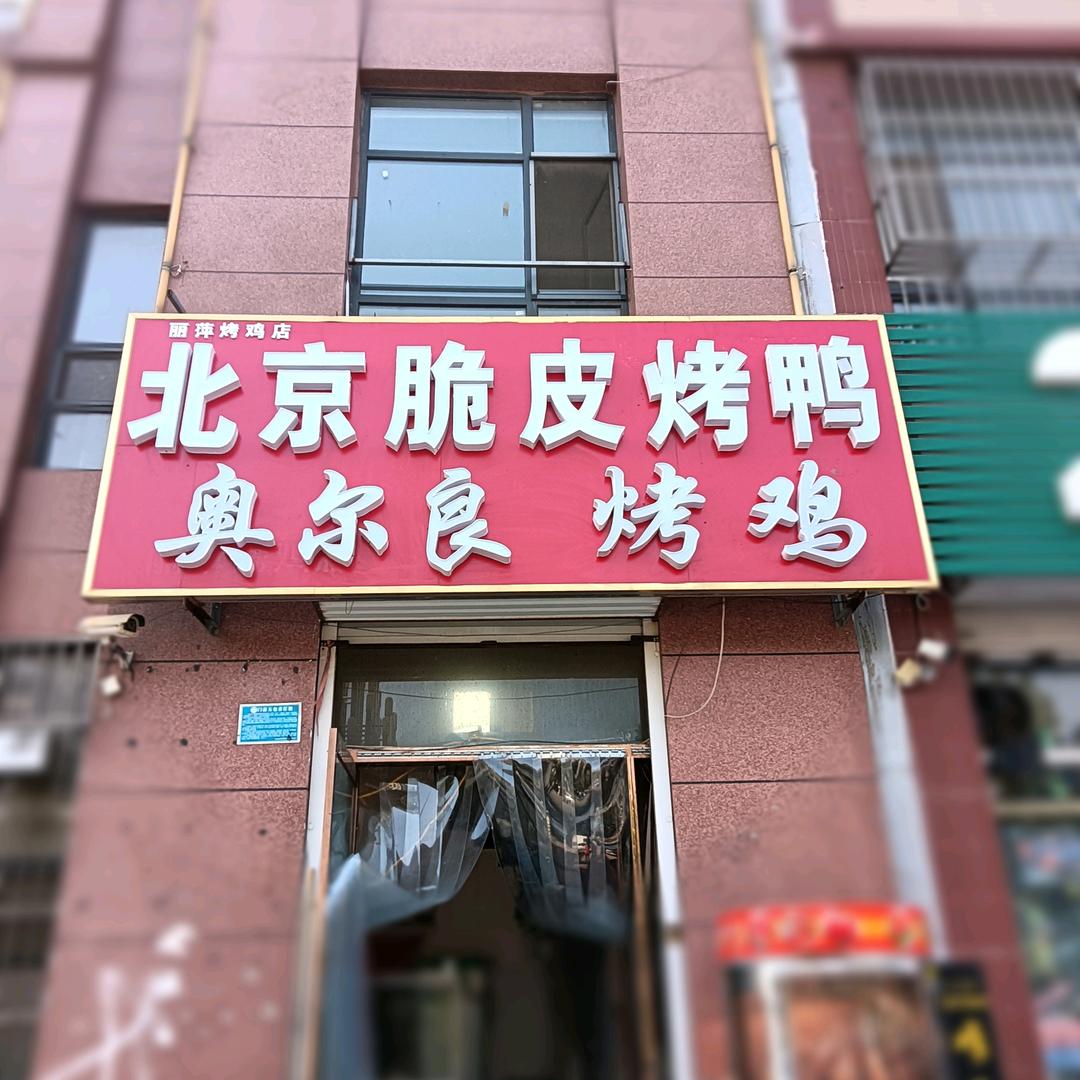 丽萍烤鸡店
北京脆皮烤鸭
奥尔良 烤鸡